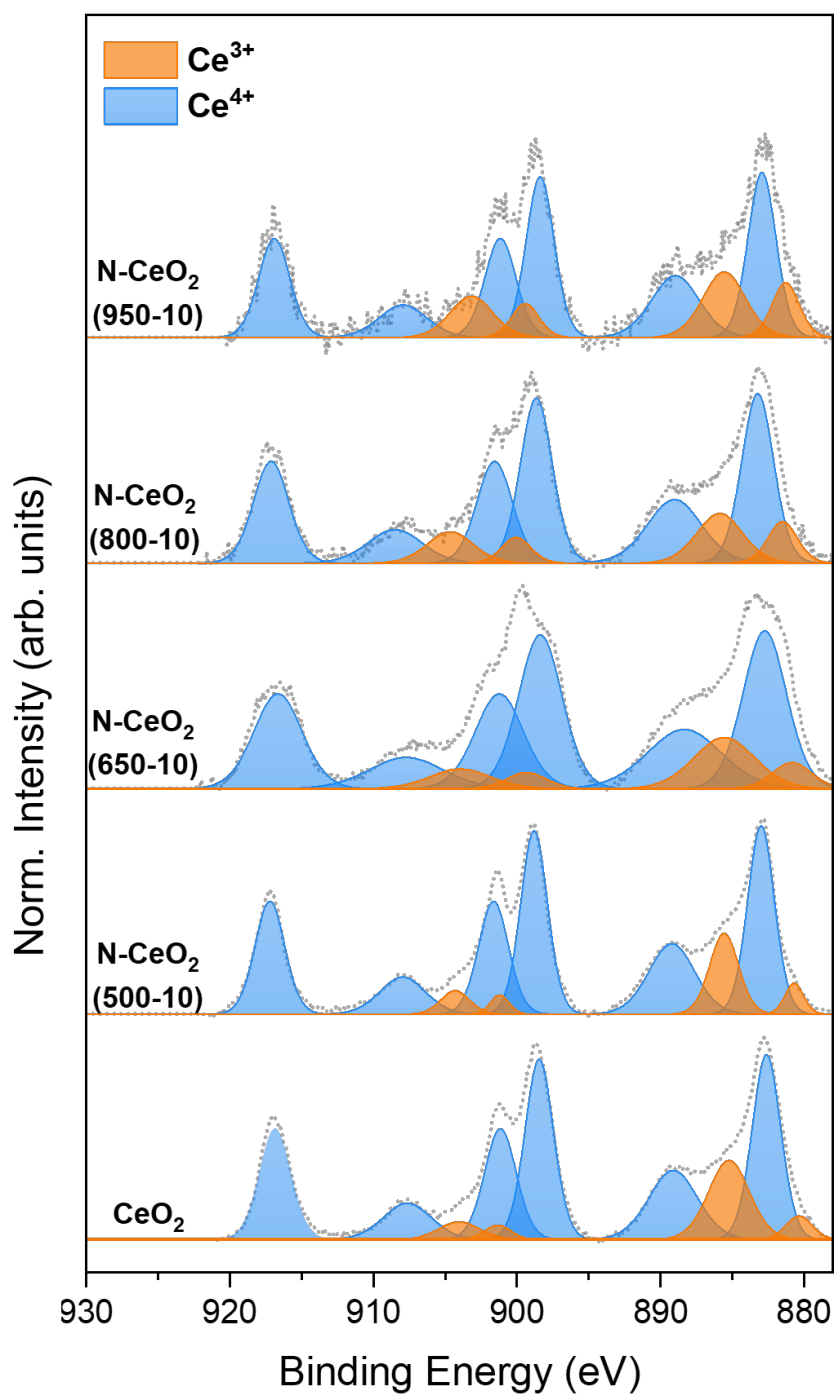 Ce³⁺
Ce⁴⁺
N-CeO₂
(950-10)
N-CeO₂
(800-10)
N-CeO₂
(650-10)
N-CeO₂
(500-10)
CeO₂
Norm. Intensity (arb. units)
930 920 910 900 890 880
Binding Energy (eV)